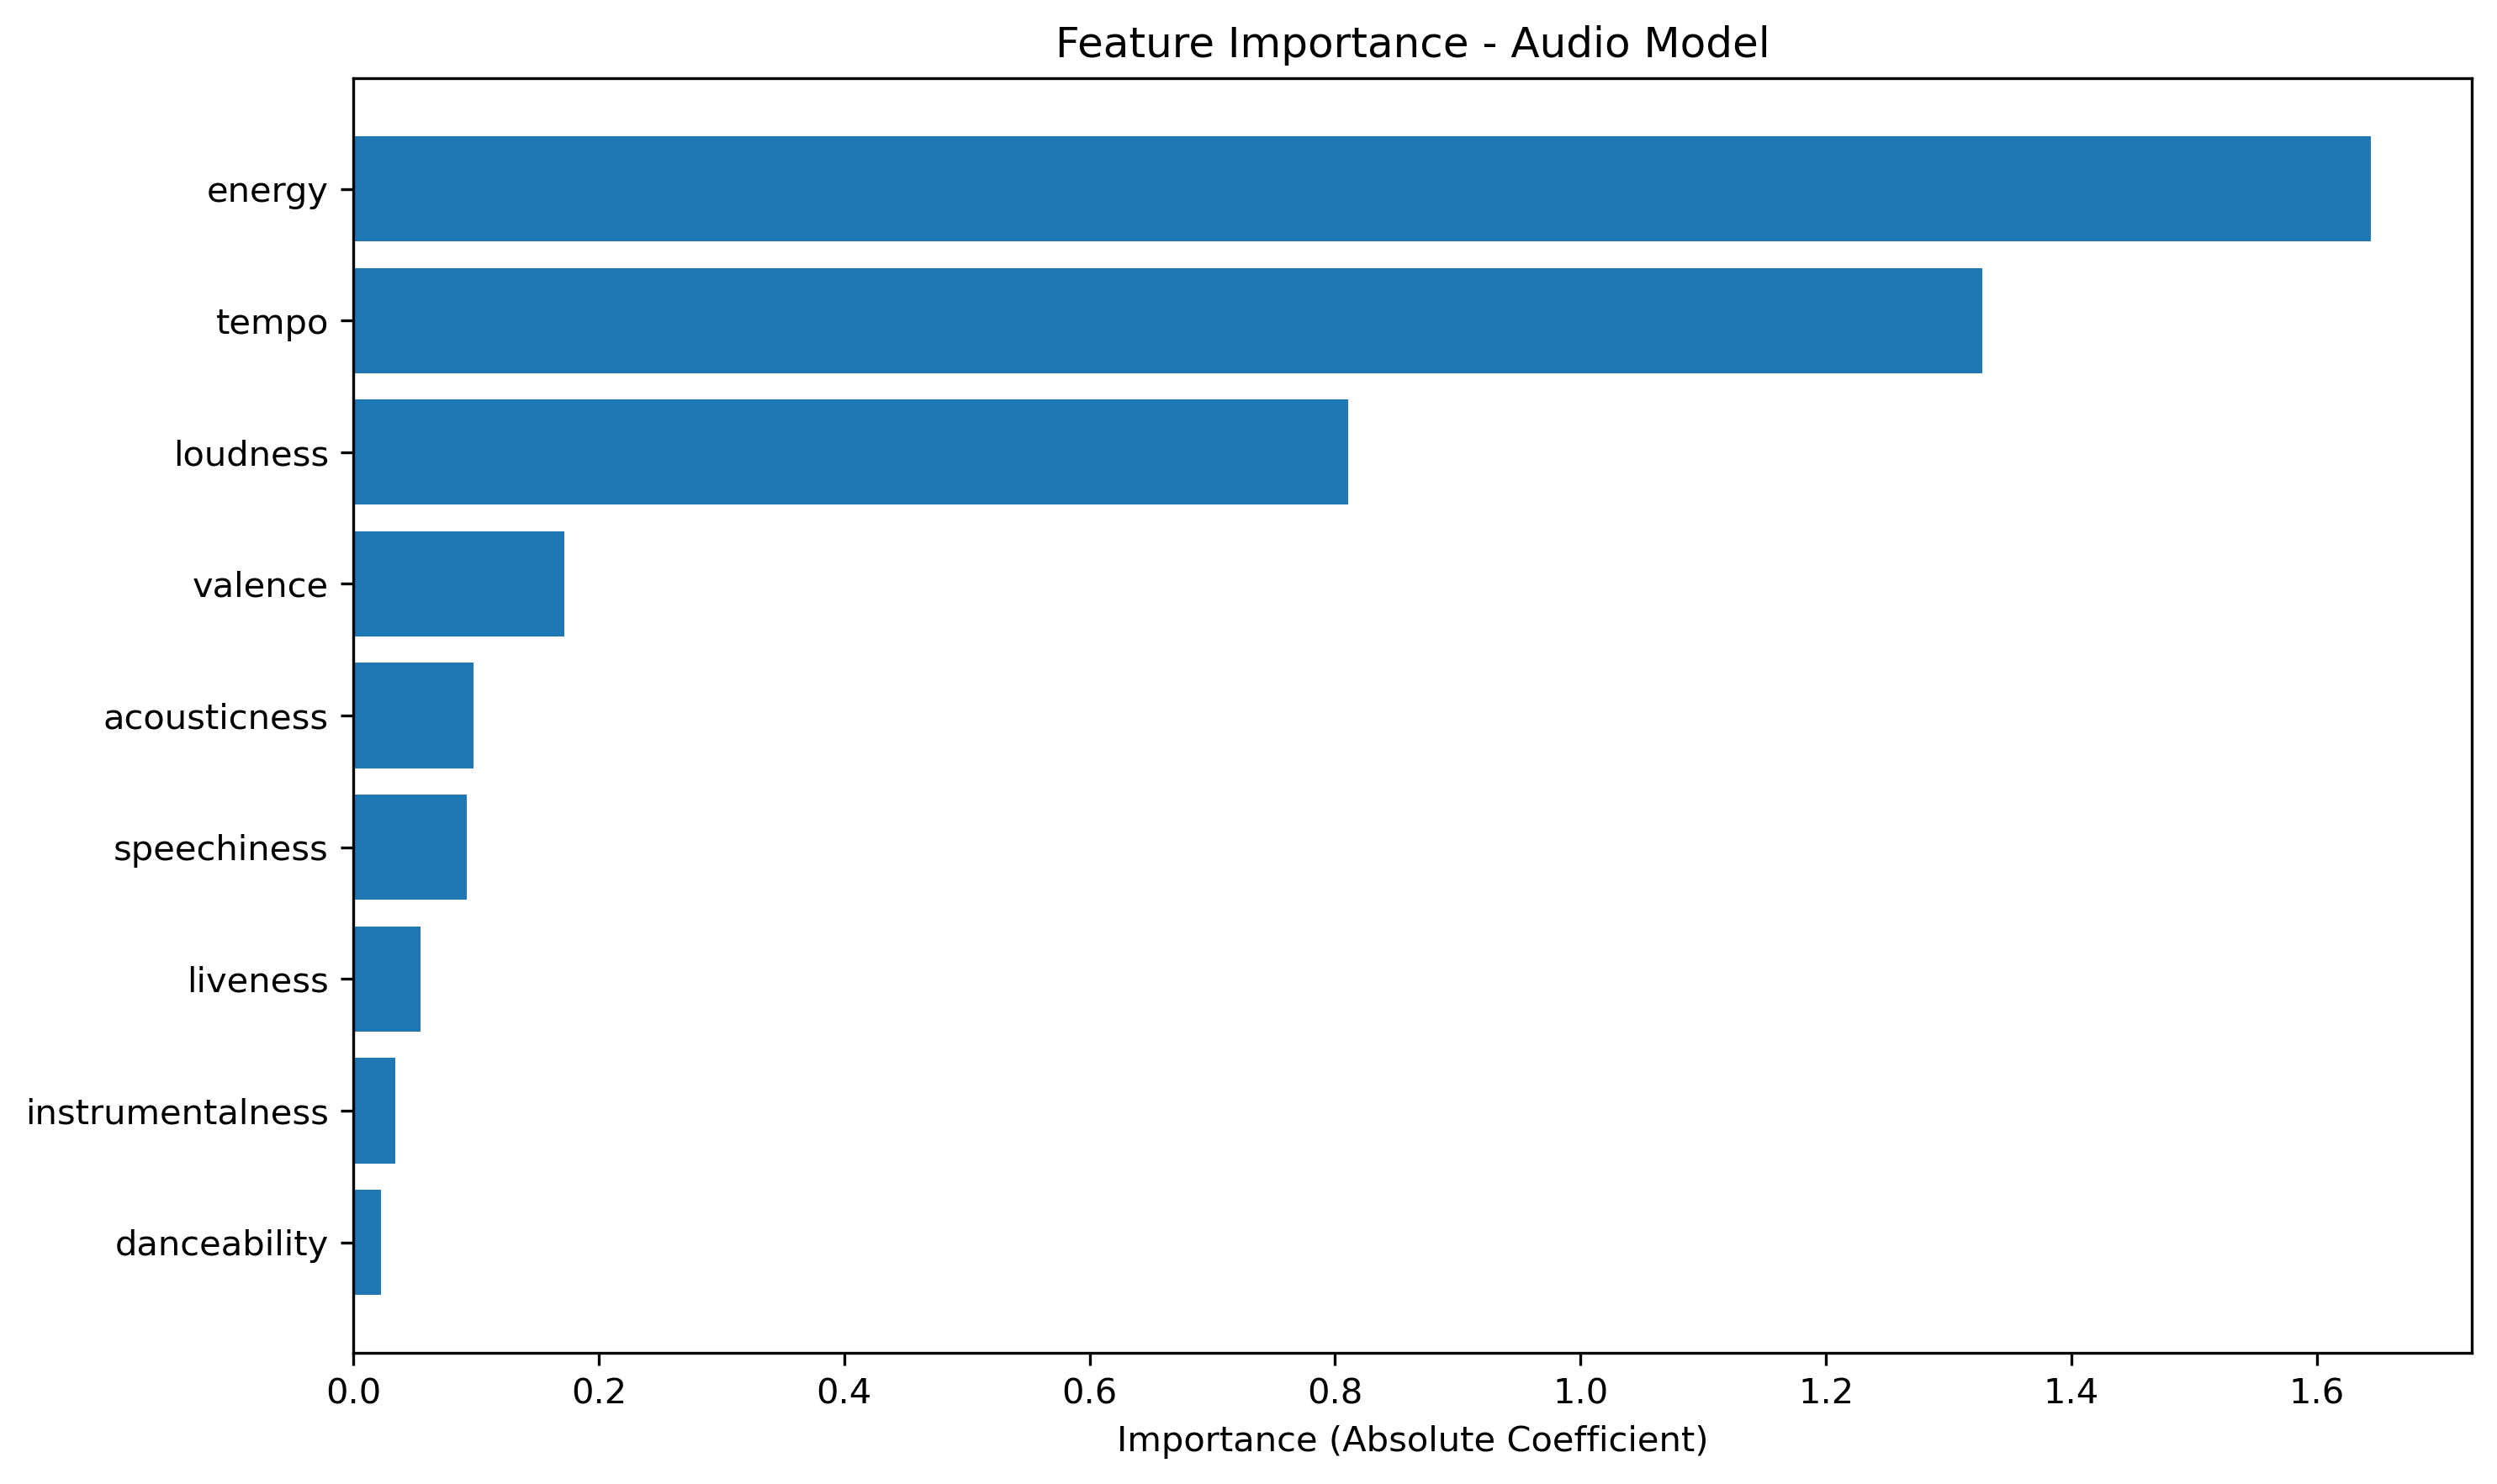 Feature Importance - Audio Model
energy
tempo
loudness
valence
acousticness
speechiness
liveness
instrumentalness
danceability
0.0 0.2 0.4 0.6 0.8 1.0 1.2 1.4 1.6
Importance (Absolute Coefficient)